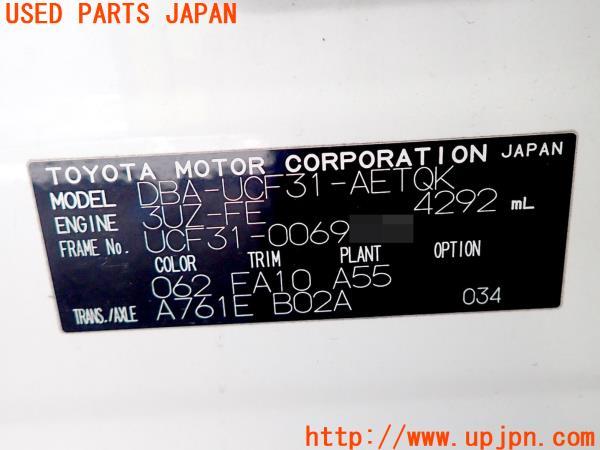 USED PARTS JAPAN
TOYOTA MOTOR CORPORATION JAPAN
MODEL DBA-UCF31-AETQK
ENGINE 3UZ-FE 4292 mL
FRAME No. UCF31-0069
COLOR TRIM PLANT OPTION
062 FA10 A55
TRANS./AXLE A761E B02A 034
http://www.upjpn.com